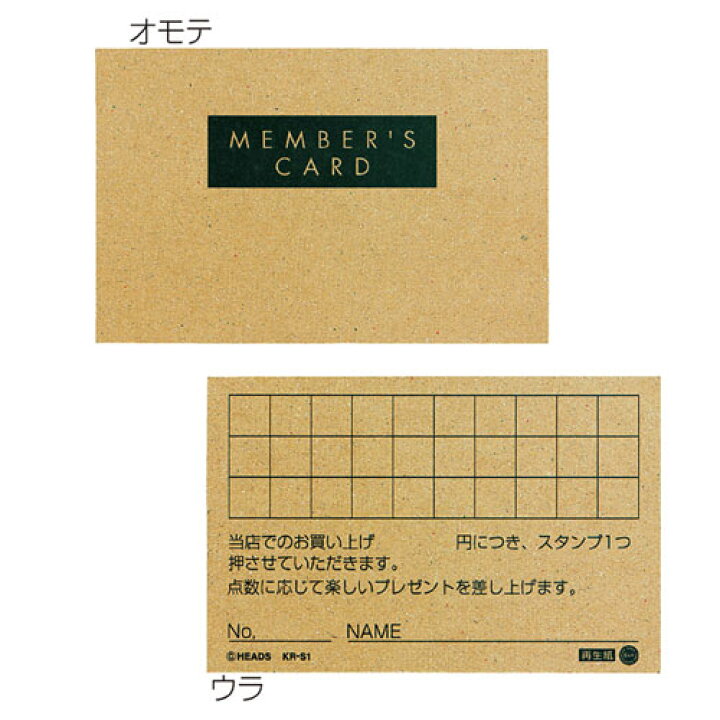 オモテ
MEMBER'S
CARD
当店でのお買い上げ　　　　円につき、スタンプ1つ
押させていただきます。
点数に応じて楽しいプレゼントを差し上げます。
No,　　　　NAME
©HEADS KR-S1 再生紙
ウラ